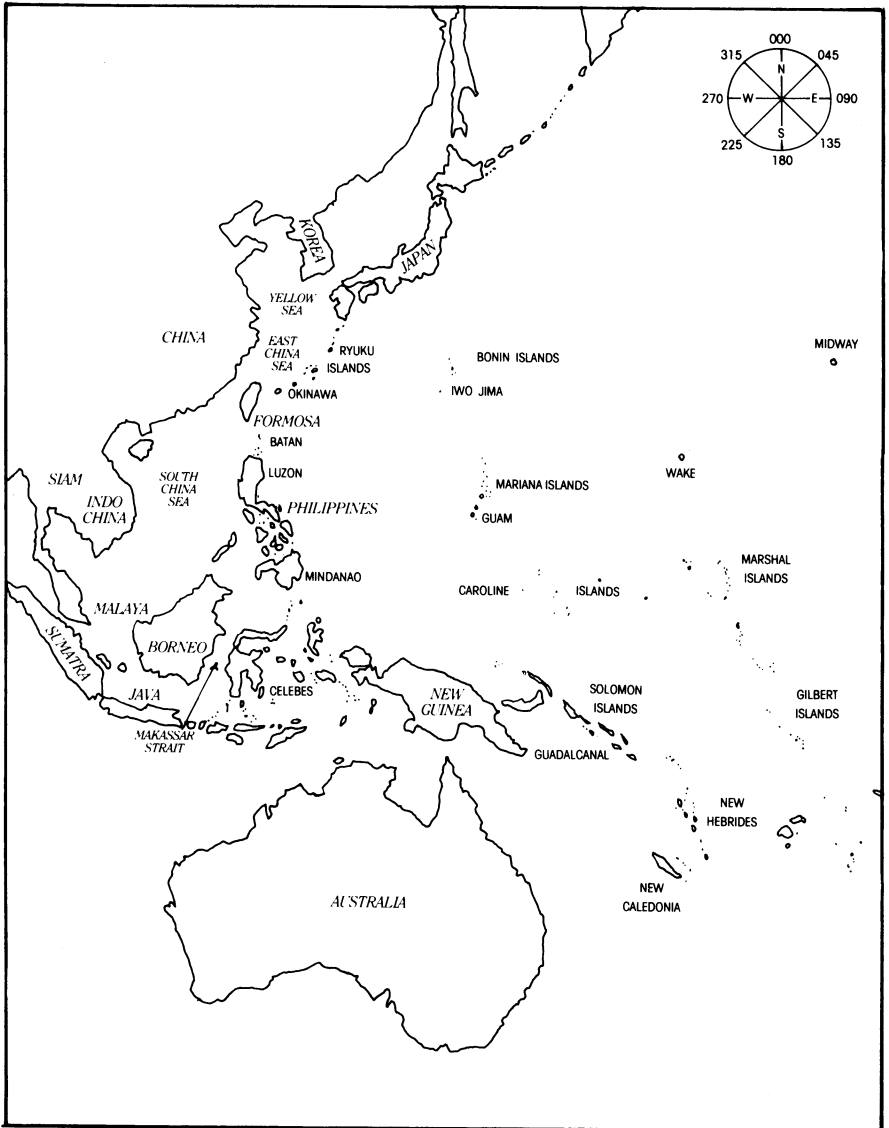 000
315
045
N
270
W
E
090
S
225
135
180
KOREA
JAPAN
YELLOW
SEA
CHINA
EAST
CHINA
SEA
RYUKU
ISLANDS
BONIN ISLANDS
MIDWAY
OKINAWA
IWO JIMA
FORMOSA
BATAN
SIAM
SOUTH
CHINA
SEA
LUZON
WAKE
MARIANA ISLANDS
INDO
CHINA
PHILIPPINES
GUAM
MINDANAO
MARSHAL
ISLANDS
CAROLINE
ISLANDS
MALAYA
SUMATRA
BORNEO
JAVA
CELEBES
NEW
GUINEA
SOLOMON
ISLANDS
GILBERT
ISLANDS
MAKASSAR
STRAIT
GUADALCANAL
NEW
HEBRIDES
AUSTRALIA
NEW
CALEDONIA